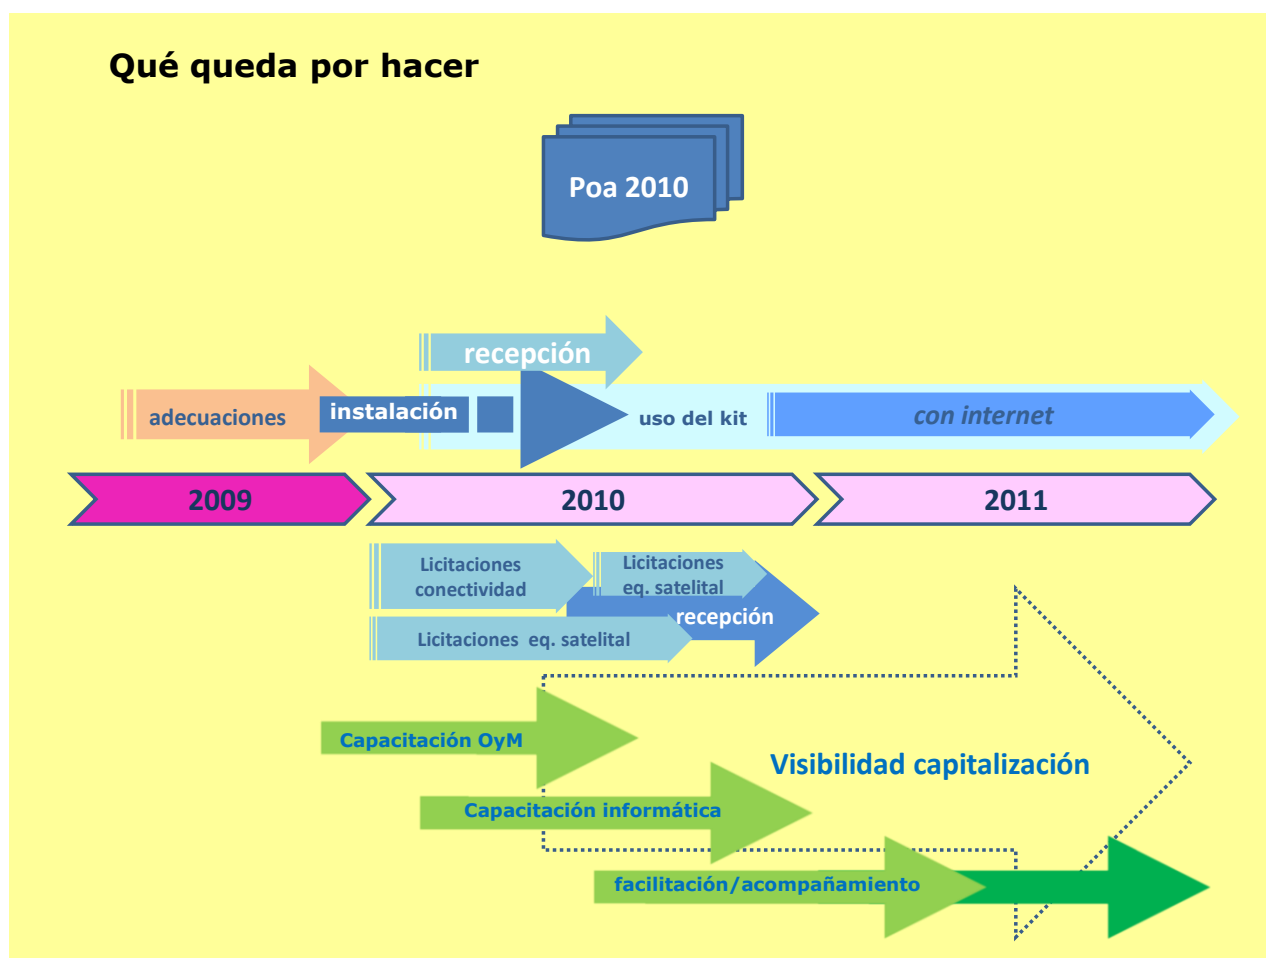 Qué queda por hacer
Poa 2010
recepción
adecuaciones
instalación
uso del kit
con internet
2009
2010
2011
Licitaciones
conectividad
Licitaciones
eq. satelital
recepción
Licitaciones eq. satelital
Capacitación OyM
Visibilidad capitalización
Capacitación informática
facilitación/acompañamiento